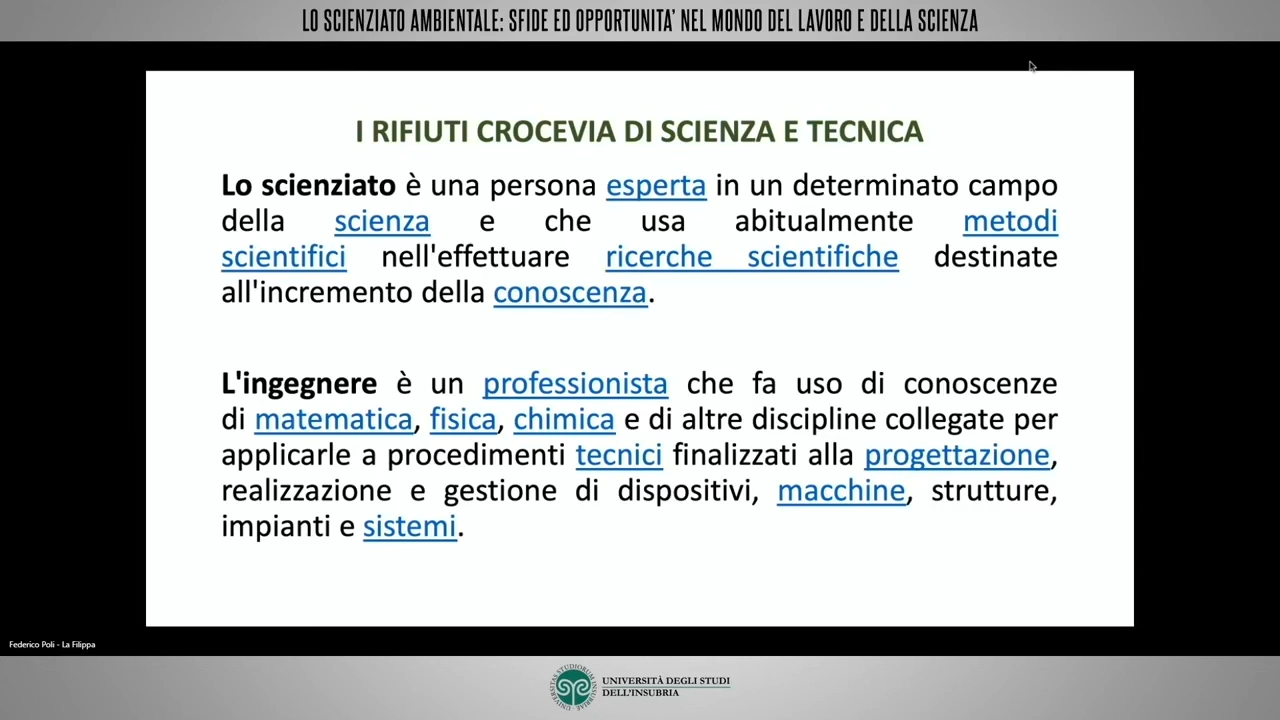 LO SCIENZIATO AMBIENTALE: SFIDE ED OPPORTUNITA' NEL MONDO DEL LAVORO E DELLA SCIENZA
I RIFIUTI CROCEVIA DI SCIENZA E TECNICA
Lo scienziato è una persona esperta in un determinato campo
della scienza e che usa abitualmente metodi
scientifici nell'effettuare ricerche scientifiche destinate
all'incremento della conoscenza.
L'ingegnere è un professionista che fa uso di conoscenze
di matematica, fisica, chimica e di altre discipline collegate per
applicarle a procedimenti tecnici finalizzati alla progettazione,
realizzazione e gestione di dispositivi, macchine, strutture,
impianti e sistemi.
Federico Poli - La Filippa
UNIVERSITÀ DEGLI STUDI
DELL'INSUBRIA